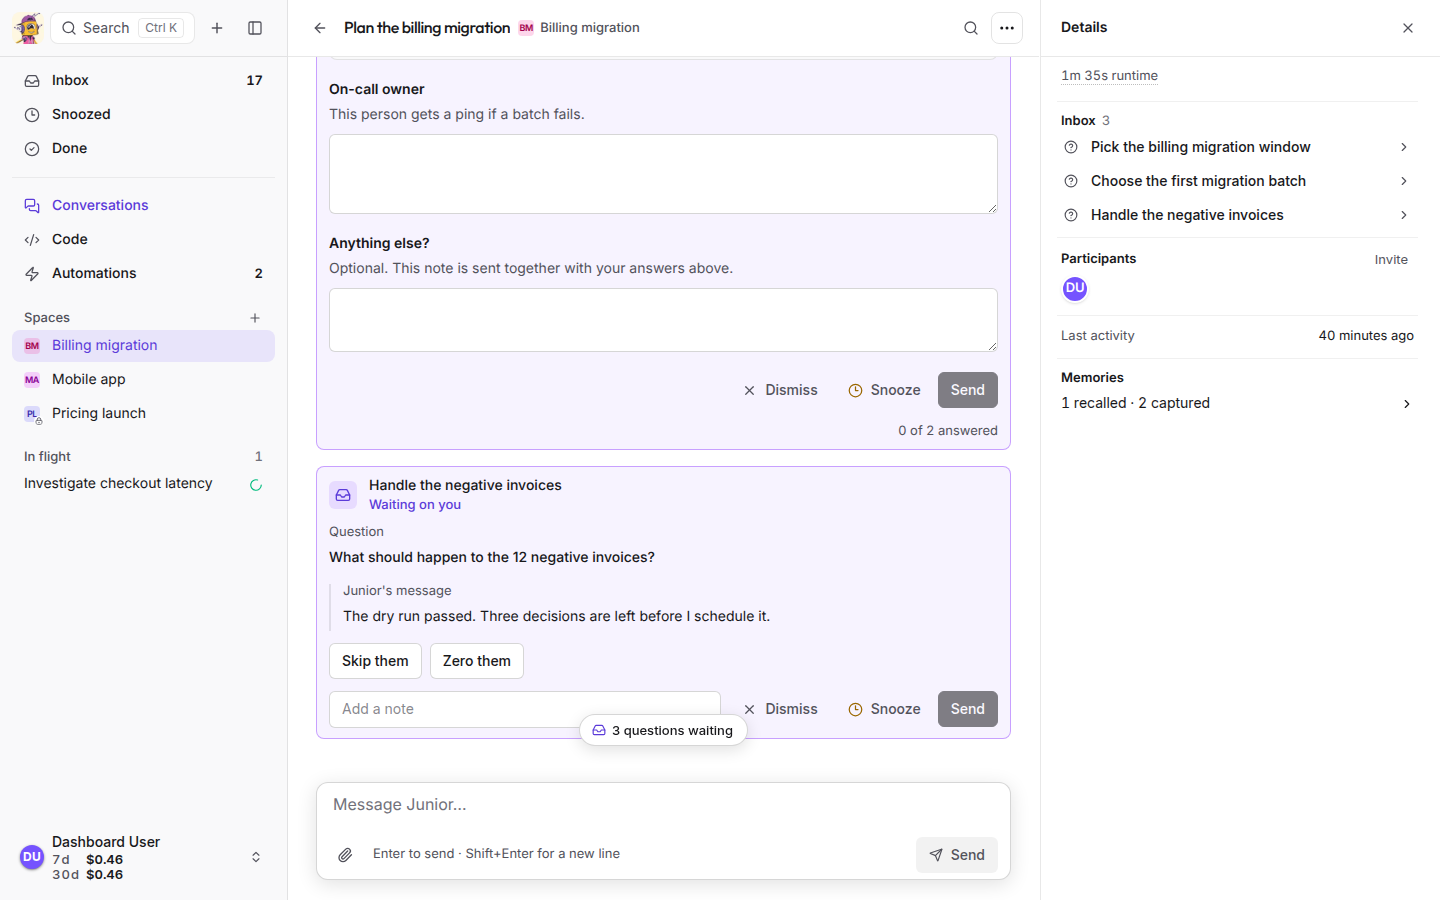 Search Ctrl K
Inbox 17
Snoozed
Done
Conversations
Code
Automations 2
Spaces
BM Billing migration
MA Mobile app
PL Pricing launch
In flight 1
Investigate checkout latency
DU Dashboard User
7d $0.46
30d $0.46
Plan the billing migration BM Billing migration
On-call owner
This person gets a ping if a batch fails.
Anything else?
Optional. This note is sent together with your answers above.
Dismiss Snooze Send
0 of 2 answered
Handle the negative invoices
Waiting on you
Question
What should happen to the 12 negative invoices?
Junior's message
The dry run passed. Three decisions are left before I schedule it.
Skip them Zero them
Add a note Dismiss Snooze Send
3 questions waiting
Message Junior...
Enter to send · Shift+Enter for a new line Send
Details
1m 35s runtime
Inbox 3
Pick the billing migration window
Choose the first migration batch
Handle the negative invoices
Participants Invite
DU
Last activity 40 minutes ago
Memories
1 recalled · 2 captured